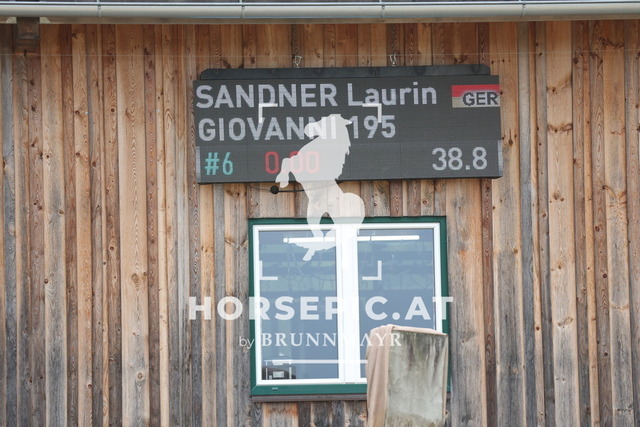 SANDNER Laurin GER
GIOVANNI 195
#6 0.00 38.8
HORSEPIC.AT
by BRUNNMAYR